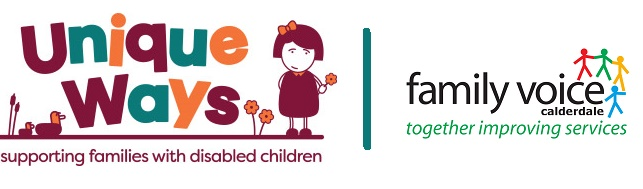 Unique
Ways
supporting families with disabled children
family voice
calderdale
together improving services